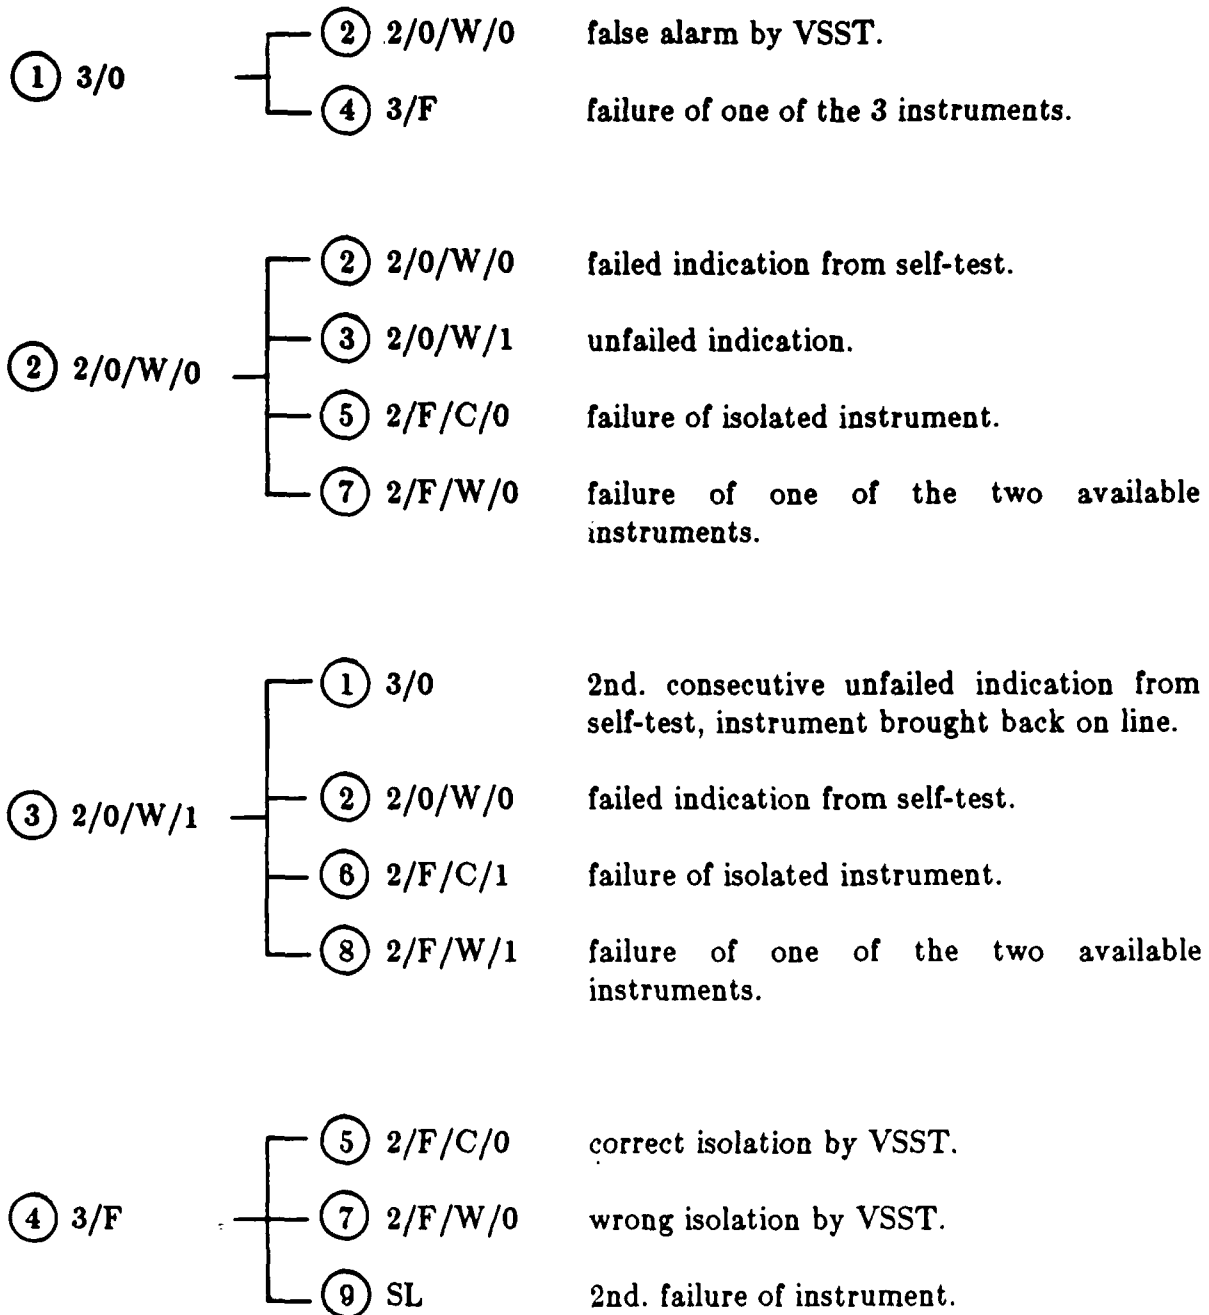 2 2/0/W/0 false alarm by VSST.
1 3/0
4 3/F failure of one of the 3 instruments.
2 2/0/W/0 failed indication from self-test.
3 2/0/W/1 unfailed indication.
2 2/0/W/0
5 2/F/C/0 failure of isolated instrument.
7 2/F/W/0 failure of one of the two available
instruments.
1 3/0 2nd. consecutive unfailed indication from
self-test, instrument brought back on line.
2 2/0/W/0 failed indication from self-test.
3 2/0/W/1
6 2/F/C/1 failure of isolated instrument.
8 2/F/W/1 failure of one of the two available
instruments.
5 2/F/C/0 correct isolation by VSST.
4 3/F
7 2/F/W/0 wrong isolation by VSST.
9 SL 2nd. failure of instrument.